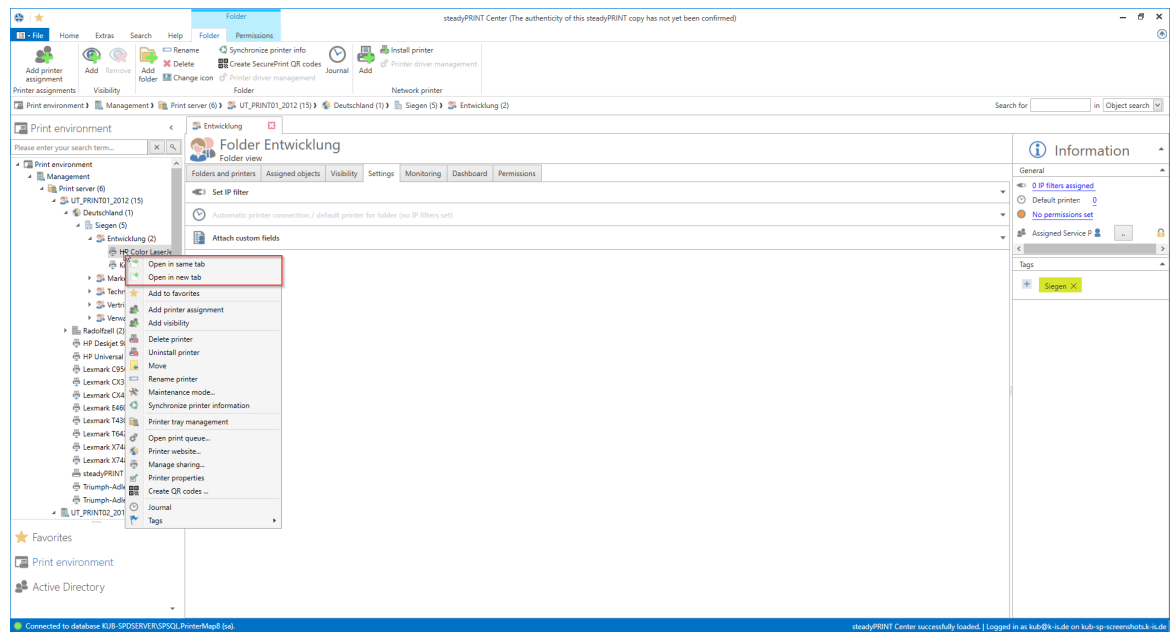 Folder
steadyPRINT Center (The authenticity of this steadyPRINT copy has not yet been confirmed)
File Home Extras Search Help Folder Permissions
Add printer assignment
Add
Remove
Add folder
Rename
Delete
Change icon
Synchronize printer info
Create SecurePrint QR codes
Printer driver management
Journal
Add
Install printer
Printer driver management
Printer assignments Visibility Folder Network printer
Print environment Management Print server (6) UT_PRINT01_2012 (15) Deutschland (1) Siegen (5) Entwicklung (2)
Search for in Object search
Print environment
Please enter your search term...
Print environment
Management
Print server (6)
UT_PRINT01_2012 (15)
Deutschland (1)
Siegen (5)
Entwicklung (2)
HP Color LaserJe
Radolfzell (2)
HP Deskjet 9
HP Universal
Lexmark C95
Lexmark CX3
Lexmark CX4
Lexmark E460
Lexmark T430
Lexmark T642
Lexmark X74
Lexmark X74
steadyPRINT
Triumph-Adle
Triumph-Adle
UT_PRINT02_201
Favorites
Print environment
Active Directory
Open in same tab
Open in new tab
Add to favorites
Add printer assignment
Add visibility
Delete printer
Uninstall printer
Move
Rename printer
Maintenance mode...
Synchronize printer information
Printer tray management
Open print queue...
Printer website...
Manage sharing...
Printer properties
Create QR codes ...
Journal
Tags
Entwicklung
Folder Entwicklung
Folder view
Folders and printers Assigned objects Visibility Settings Monitoring Dashboard Permissions
Set IP filter
Automatic printer connection / default printer for folder (no IP filters set)
Attach custom fields
Information
General
0 IP filters assigned
Default printer: 0
No permissions set
Assigned Service P ..
Tags
Siegen
Connected to database KUB-SPDSERVER\SPSQL.PrinterMap8 (sa).
steadyPRINT Center successfully loaded. | Logged in as kub@k-is.de on kub-sp-screenshots.k-is.de